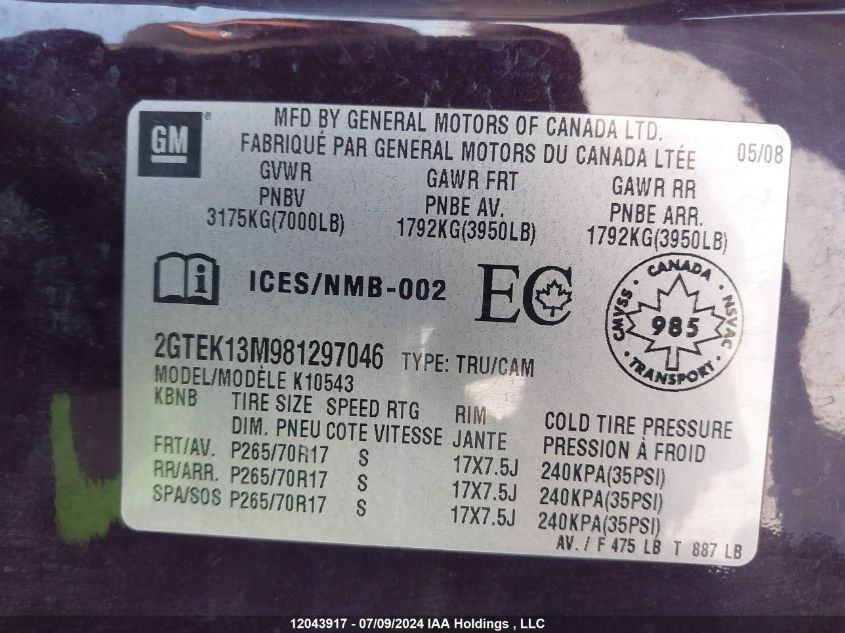 GM
MFD BY GENERAL MOTORS OF CANADA LTD.
FABRIQUÉ PAR GENERAL MOTORS DU CANADA LTÉE
05/08
GVWR GAWR FRT GAWR RR
PNBV PNBE AV. PNBE ARR.
3175KG(7000LB) 1792KG(3950LB) 1792KG(3950LB)
i ICES/NMB-002 EC
CANADA
CMVSS 985 NSVAC
TRANSPORT
2GTEK13M981297046 TYPE: TRU/CAM
MODEL/MODÈLE K10543
KBNB TIRE SIZE SPEED RTG RIM COLD TIRE PRESSURE
DIM. PNEU COTE VITESSE JANTE PRESSION À FROID
FRT/AV. P265/70R17 S 17X7.5J 240KPA(35PSI)
RR/ARR. P265/70R17 S 17X7.5J 240KPA(35PSI)
SPA/SOS P265/70R17 S 17X7.5J 240KPA(35PSI)
AV. / F 475 LB T 887 LB
12043917 - 07/09/2024 IAA Holdings , LLC